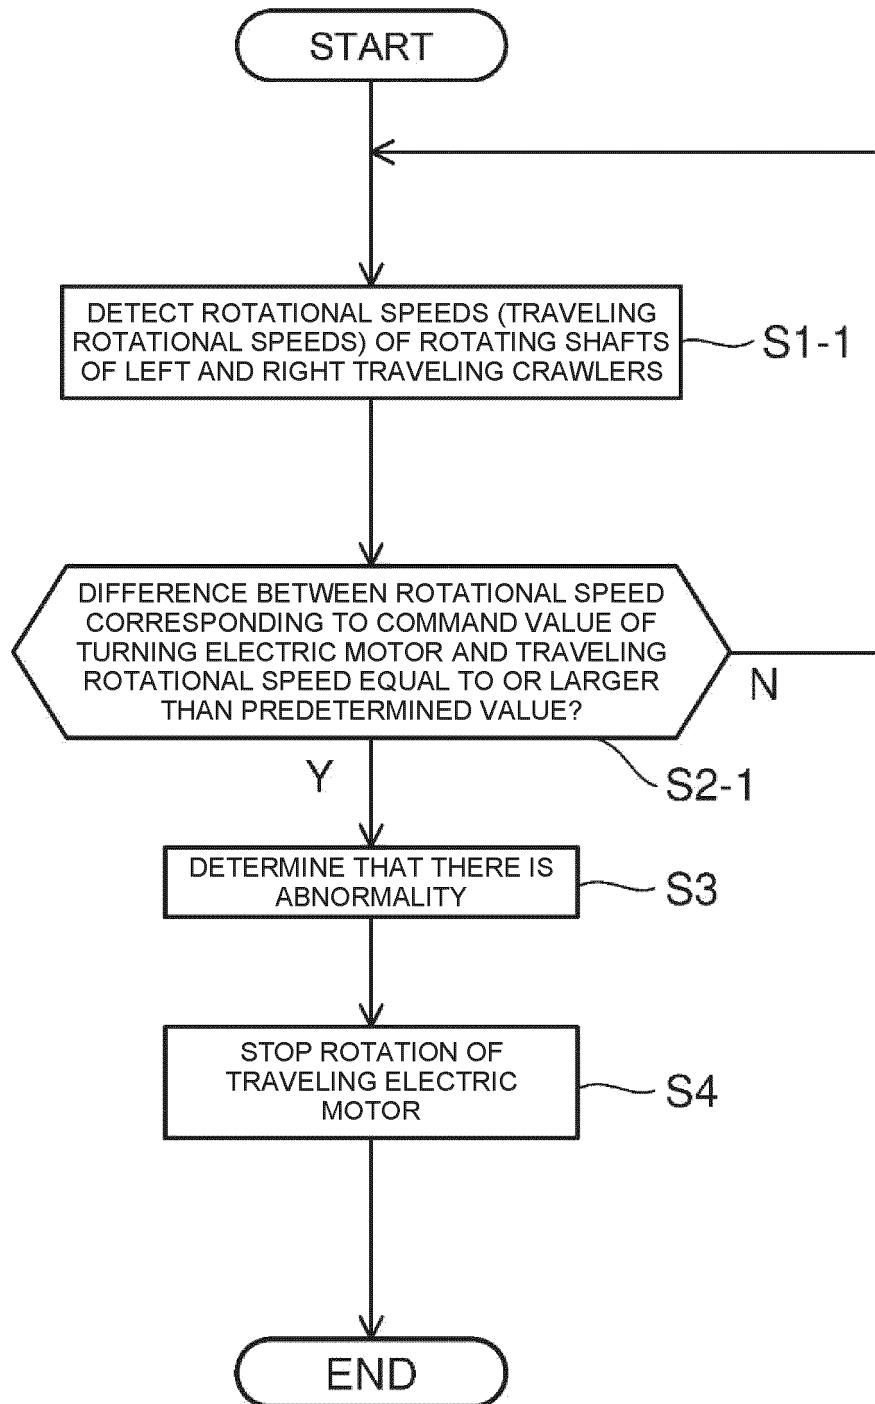 START
DETECT ROTATIONAL SPEEDS (TRAVELING
ROTATIONAL SPEEDS) OF ROTATING SHAFTS
OF LEFT AND RIGHT TRAVELING CRAWLERS
S1-1
DIFFERENCE BETWEEN ROTATIONAL SPEED
CORRESPONDING TO COMMAND VALUE OF
TURNING ELECTRIC MOTOR AND TRAVELING
ROTATIONAL SPEED EQUAL TO OR LARGER
THAN PREDETERMINED VALUE?
N
Y
S2-1
DETERMINE THAT THERE IS
ABNORMALITY
S3
STOP ROTATION OF
TRAVELING ELECTRIC
MOTOR
S4
END